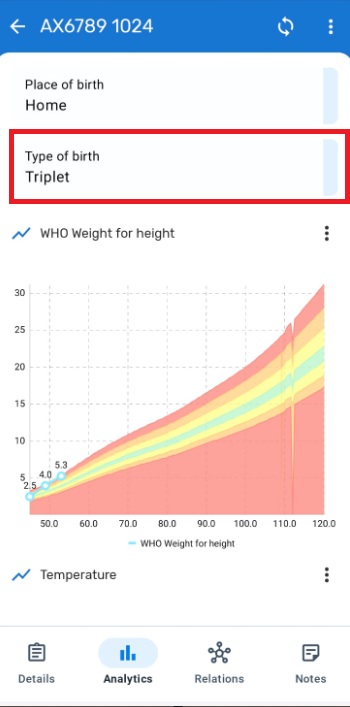 AX6789 1024
Place of birth
Home
Type of birth
Triplet
WHO Weight for height
30
25
20
15
10
5
2.5
4.0
5.3
50.0 60.0 70.0 80.0 90.0 100.0 110.0 120.0
WHO Weight for height
Temperature
Details Analytics Relations Notes